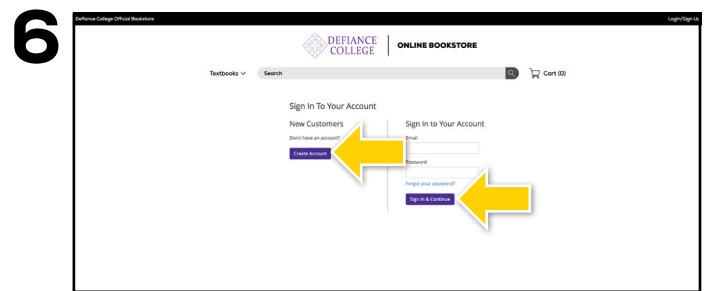 6
Defiance College Official Bookstore
Login/Sign Up
DEFIANCE
COLLEGE
ONLINE BOOKSTORE
Textbooks
Search
Cart (0)
Sign In To Your Account
New Customers
Don't have an account?
Create Account
Sign In to Your Account
Email
Password
Forgot your password?
Sign In & Continue